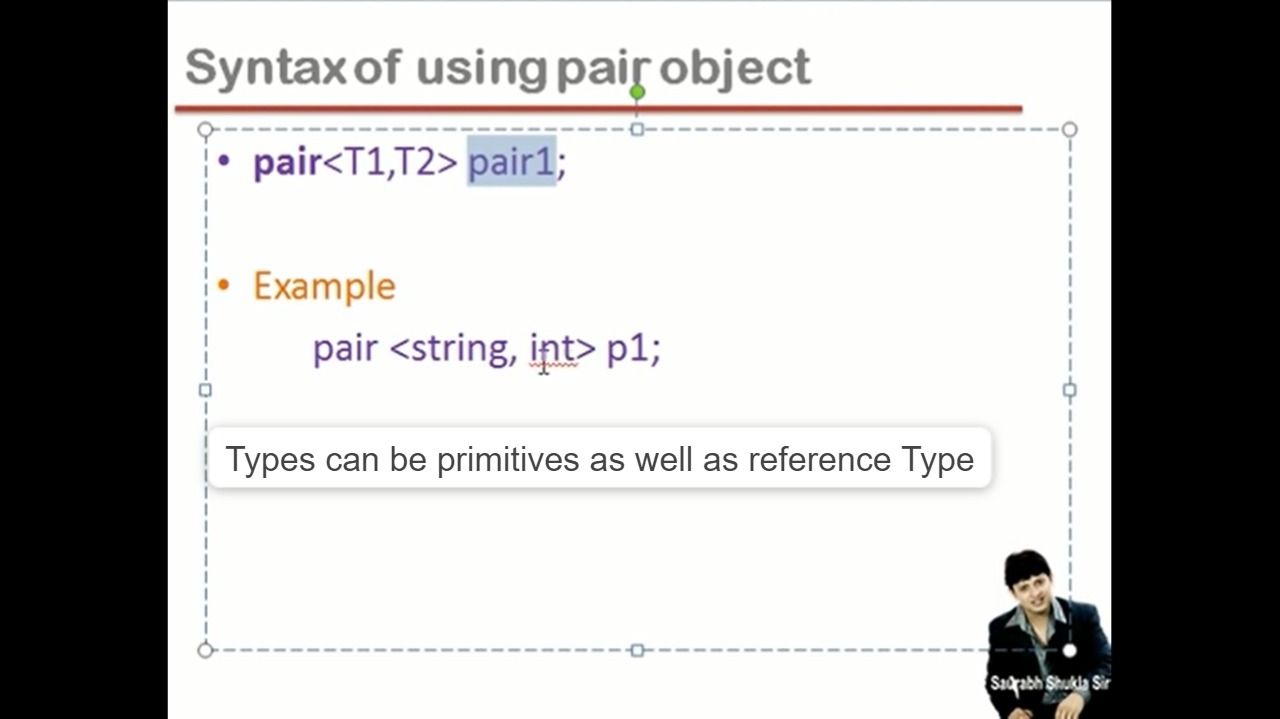 Syntax of using pair object
• pair<T1,T2> pair1;
• Example
pair <string, int> p1;
Types can be primitives as well as reference Type
Saurabh Shukla Sir